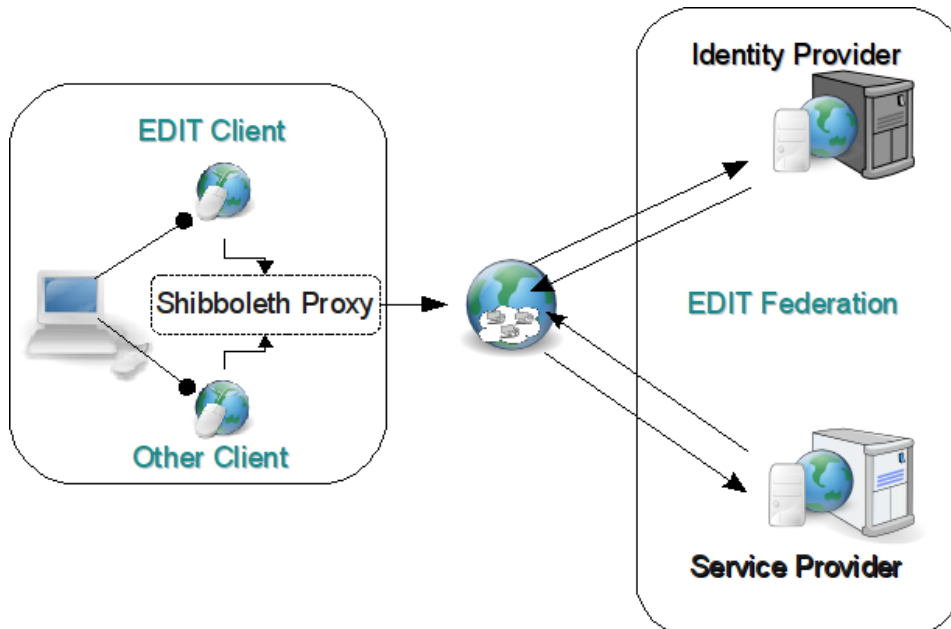 Identity Provider
EDIT Client
Shibboleth Proxy
EDIT Federation
Other Client
Service Provider